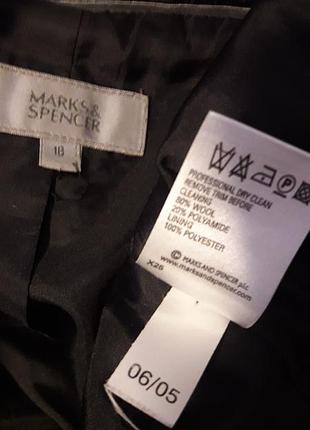 MARKS &
SPENCER
18
P
PROFESSIONAL DRY CLEAN
REMOVE TRIM BEFORE
CLEANING
80% WOOL
20% POLYAMIDE
LINING
100% POLYESTER
© MARKS AND SPENCER plc
www.marksandspencer.com
X25
06/05